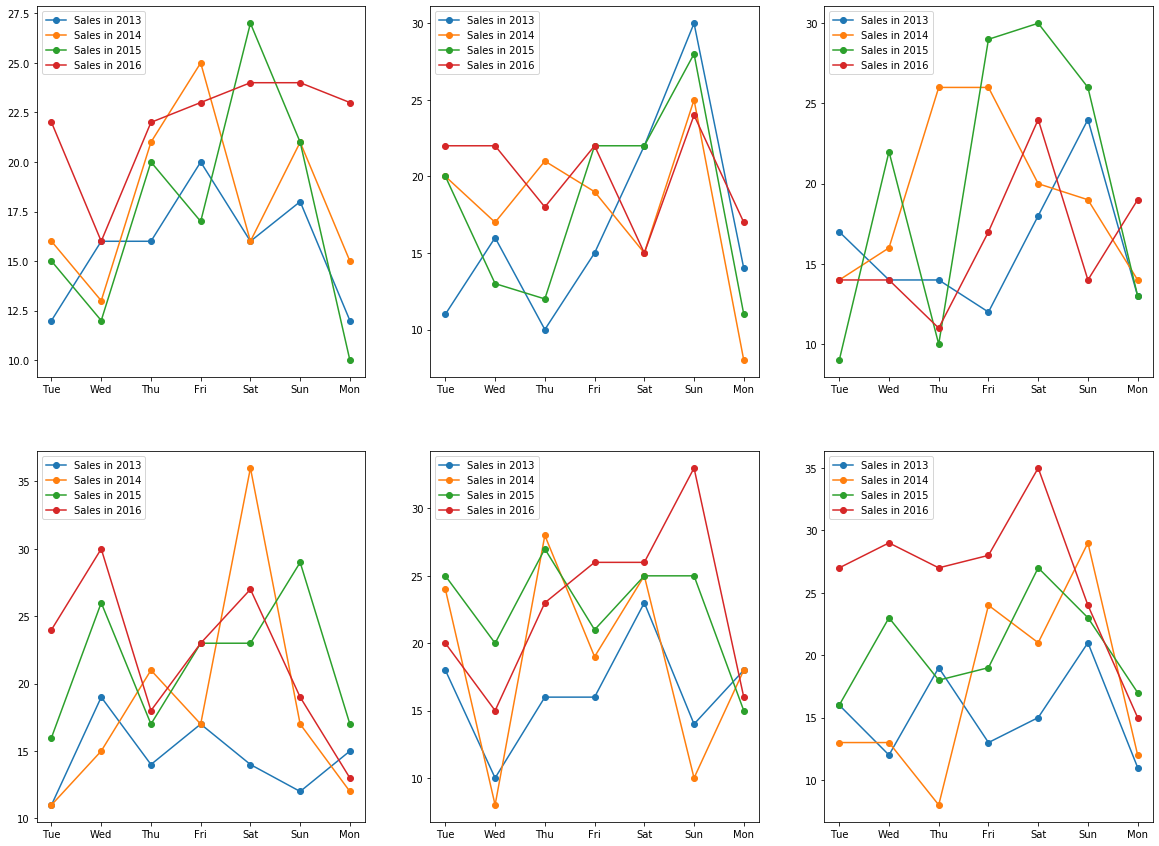 27.5
25.0
22.5
20.0
17.5
15.0
12.5
10.0
Sales in 2013
Sales in 2014
Sales in 2015
Sales in 2016
Tue Wed Thu Fri Sat Sun Mon
30
25
20
15
10
Sales in 2013
Sales in 2014
Sales in 2015
Sales in 2016
Tue Wed Thu Fri Sat Sun Mon
30
25
20
15
10
Sales in 2013
Sales in 2014
Sales in 2015
Sales in 2016
Tue Wed Thu Fri Sat Sun Mon
35
30
25
20
15
10
Sales in 2013
Sales in 2014
Sales in 2015
Sales in 2016
Tue Wed Thu Fri Sat Sun Mon
30
25
20
15
10
Sales in 2013
Sales in 2014
Sales in 2015
Sales in 2016
Tue Wed Thu Fri Sat Sun Mon
35
30
25
20
15
10
Sales in 2013
Sales in 2014
Sales in 2015
Sales in 2016
Tue Wed Thu Fri Sat Sun Mon